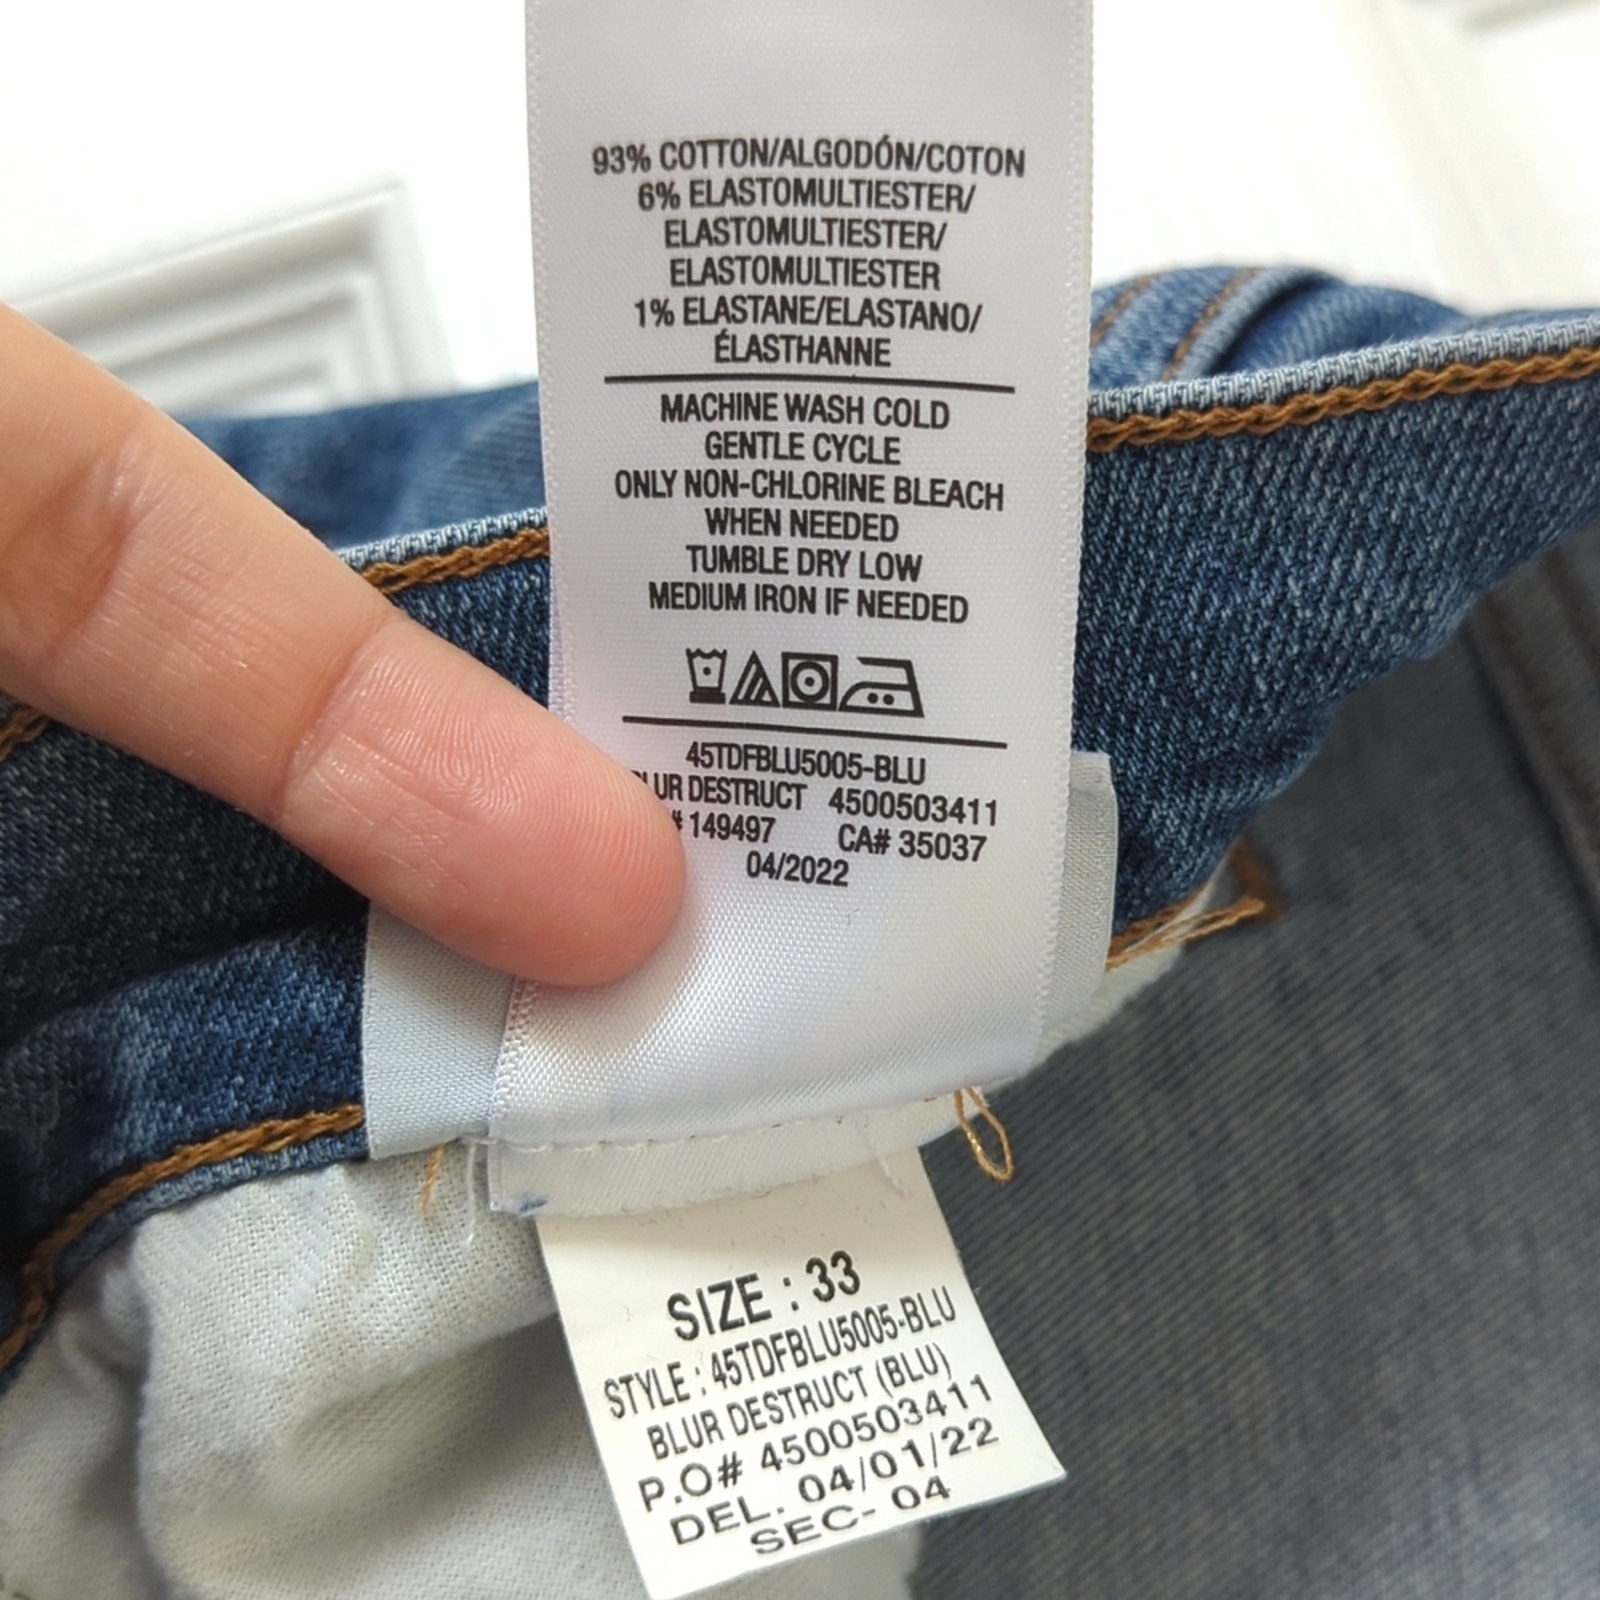 93% COTTON/ALGODÓN/COTON
6% ELASTOMULTIESTER/
ELASTOMULTIESTER/
ELASTOMULTIESTER
1% ELASTANE/ELASTANO/
ÉLASTHANNE
MACHINE WASH COLD
GENTLE CYCLE
ONLY NON-CHLORINE BLEACH
WHEN NEEDED
TUMBLE DRY LOW
MEDIUM IRON IF NEEDED
45TDFBLU5005-BLU
LUR DESTRUCT 4500503411
# 149497 CA# 35037
04/2022
SIZE : 33
STYLE : 45TDFBLU5005-BLU
BLUR DESTRUCT (BLU)
P.O# 4500503411
DEL. 04/01/22
SEC- 04